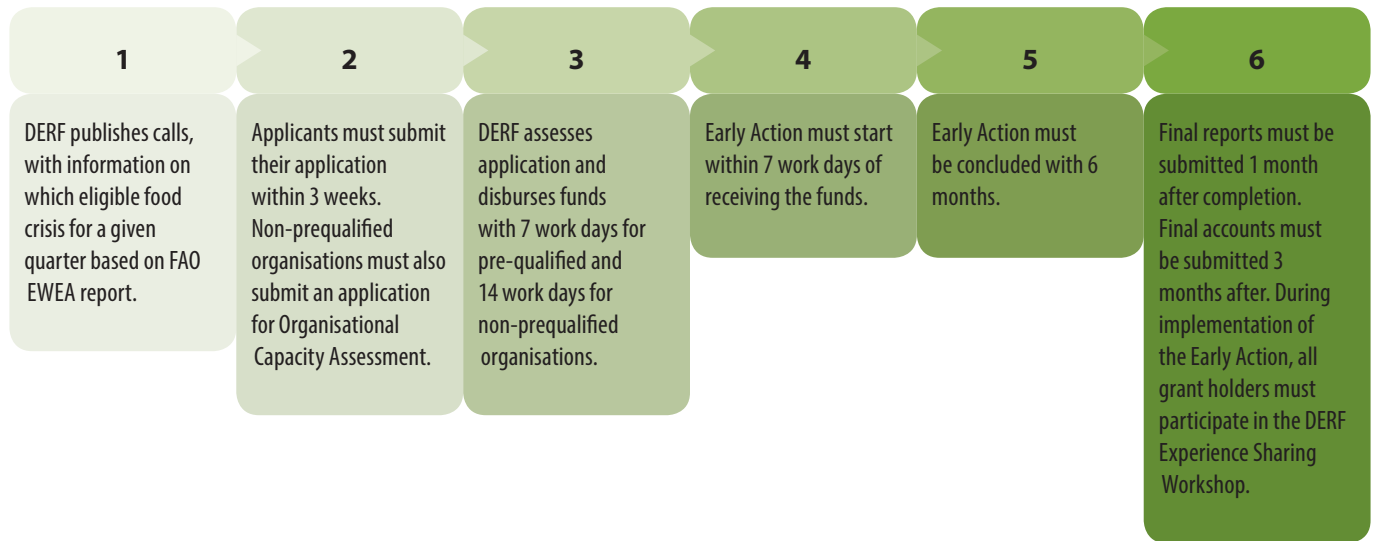 1
DERF publishes calls,
with information on
which eligible food
crisis for a given
quarter based on FAO
EWEA report.
2
Applicants must submit
their application
within 3 weeks.
Non-prequalified
organisations must also
submit an application
for Organisational
Capacity Assessment.
3
DERF assesses
application and
disburses funds
with 7 work days for
pre-qualified and
14 work days for
non-prequalified
organisations.
4
Early Action must start
within 7 work days of
receiving the funds.
5
Early Action must
be concluded with 6
months.
6
Final reports must be
submitted 1 month
after completion.
Final accounts must
be submitted 3
months after. During
implementation of
the Early Action, all
grant holders must
participate in the DERF
Experience Sharing
Workshop.